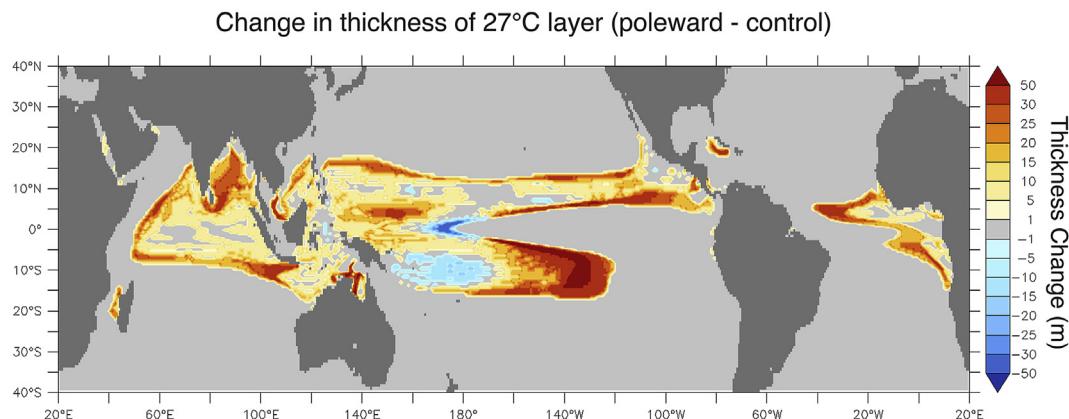 Change in thickness of 27°C layer (poleward - control)
40°N
30°N
20°N
10°N
0°
10°S
20°S
30°S
40°S
20°E 60°E 100°E 140°E 180° 140°W 100°W 60°W 20°W 20°E
50
30
25
20
15
10
5
1
−1
−5
−10
−15
−20
−25
−30
−50
Thickness Change (m)